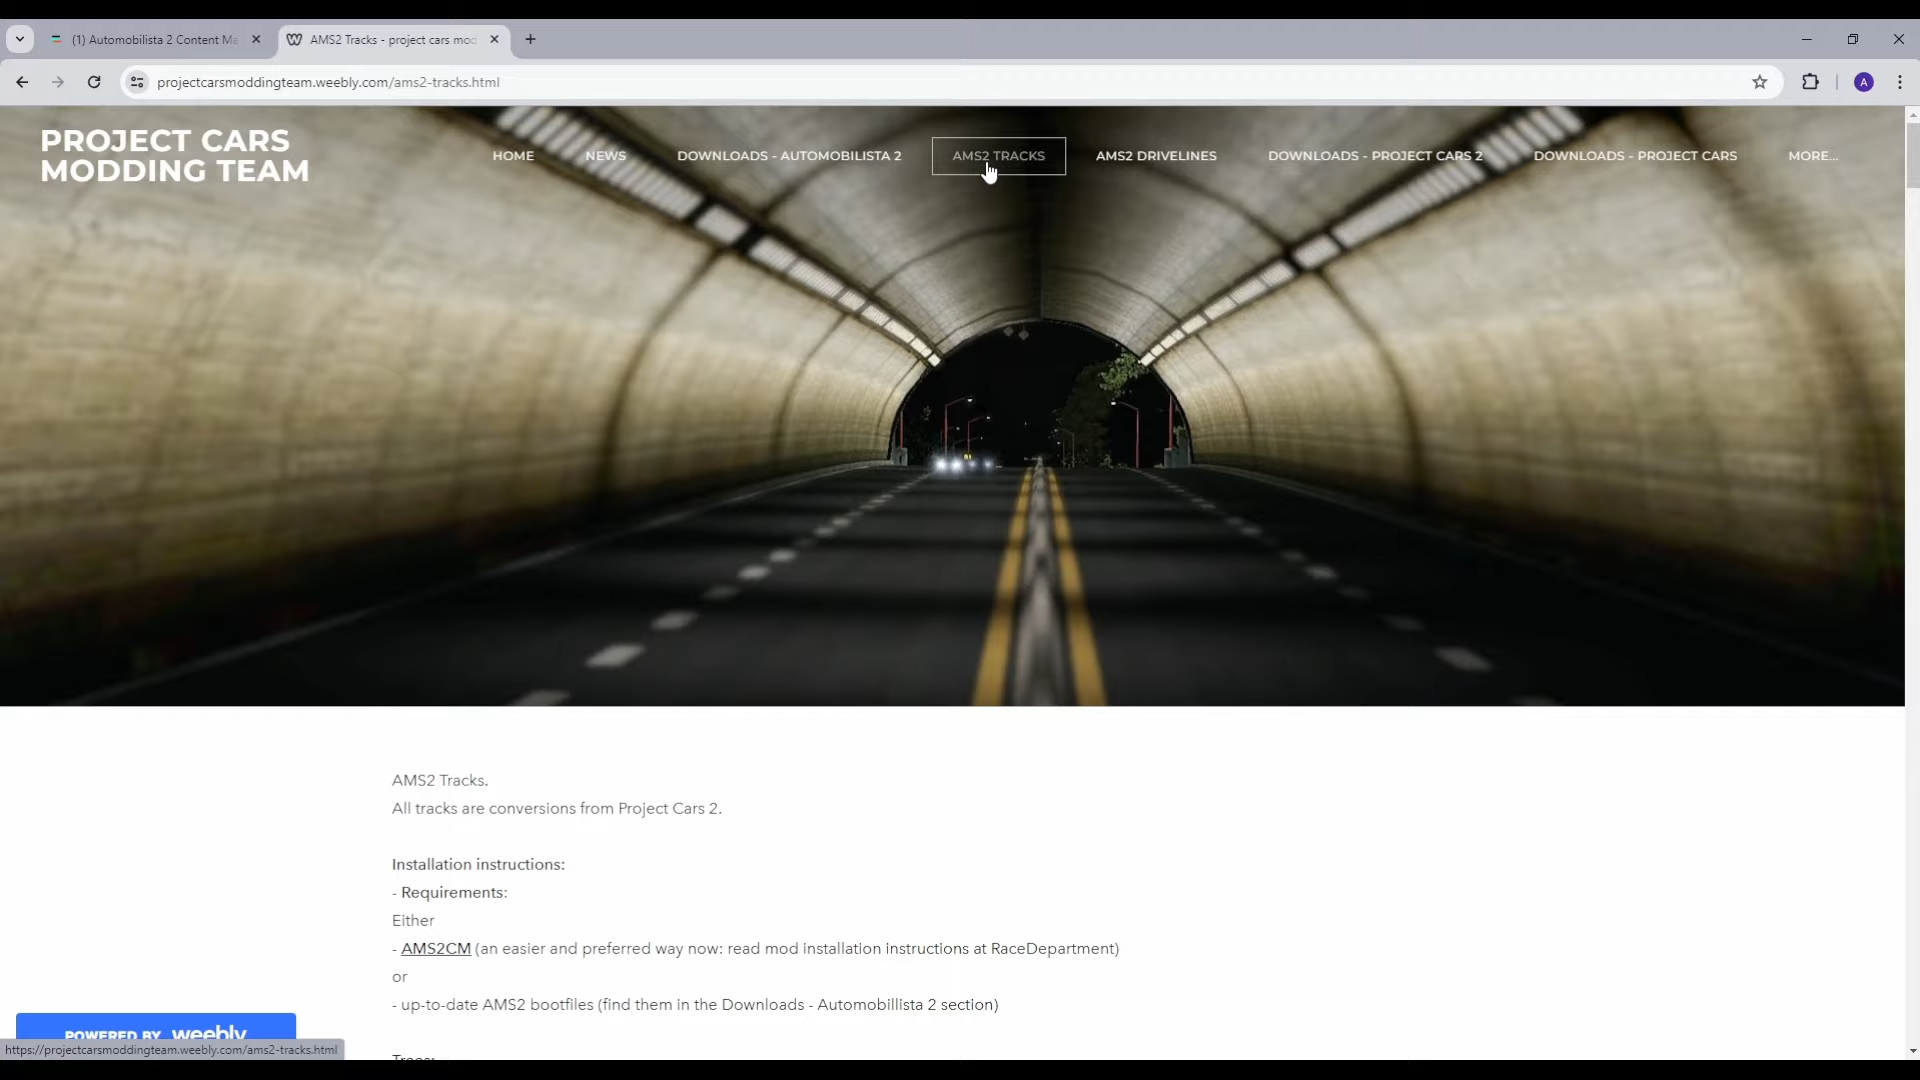 (1) Automobilista 2 Content Ma
AMS2 Tracks - project cars mod
projectcarsmoddingteam.weebly.com/ams2-tracks.html
A
PROJECT CARS
MODDING TEAM
HOME NEWS DOWNLOADS - AUTOMOBILISTA 2 AMS2 TRACKS AMS2 DRIVELINES DOWNLOADS - PROJECT CARS 2 DOWNLOADS - PROJECT CARS MORE...
AMS2 Tracks.
All tracks are conversions from Project Cars 2.
Installation instructions:
- Requirements:
Either
- AMS2CM (an easier and preferred way now: read mod installation instructions at RaceDepartment)
or
- up-to-date AMS2 bootfiles (find them in the Downloads - Automobillista 2 section)
POWERED BY weebly
https://projectcarsmoddingteam.weebly.com/ams2-tracks.html